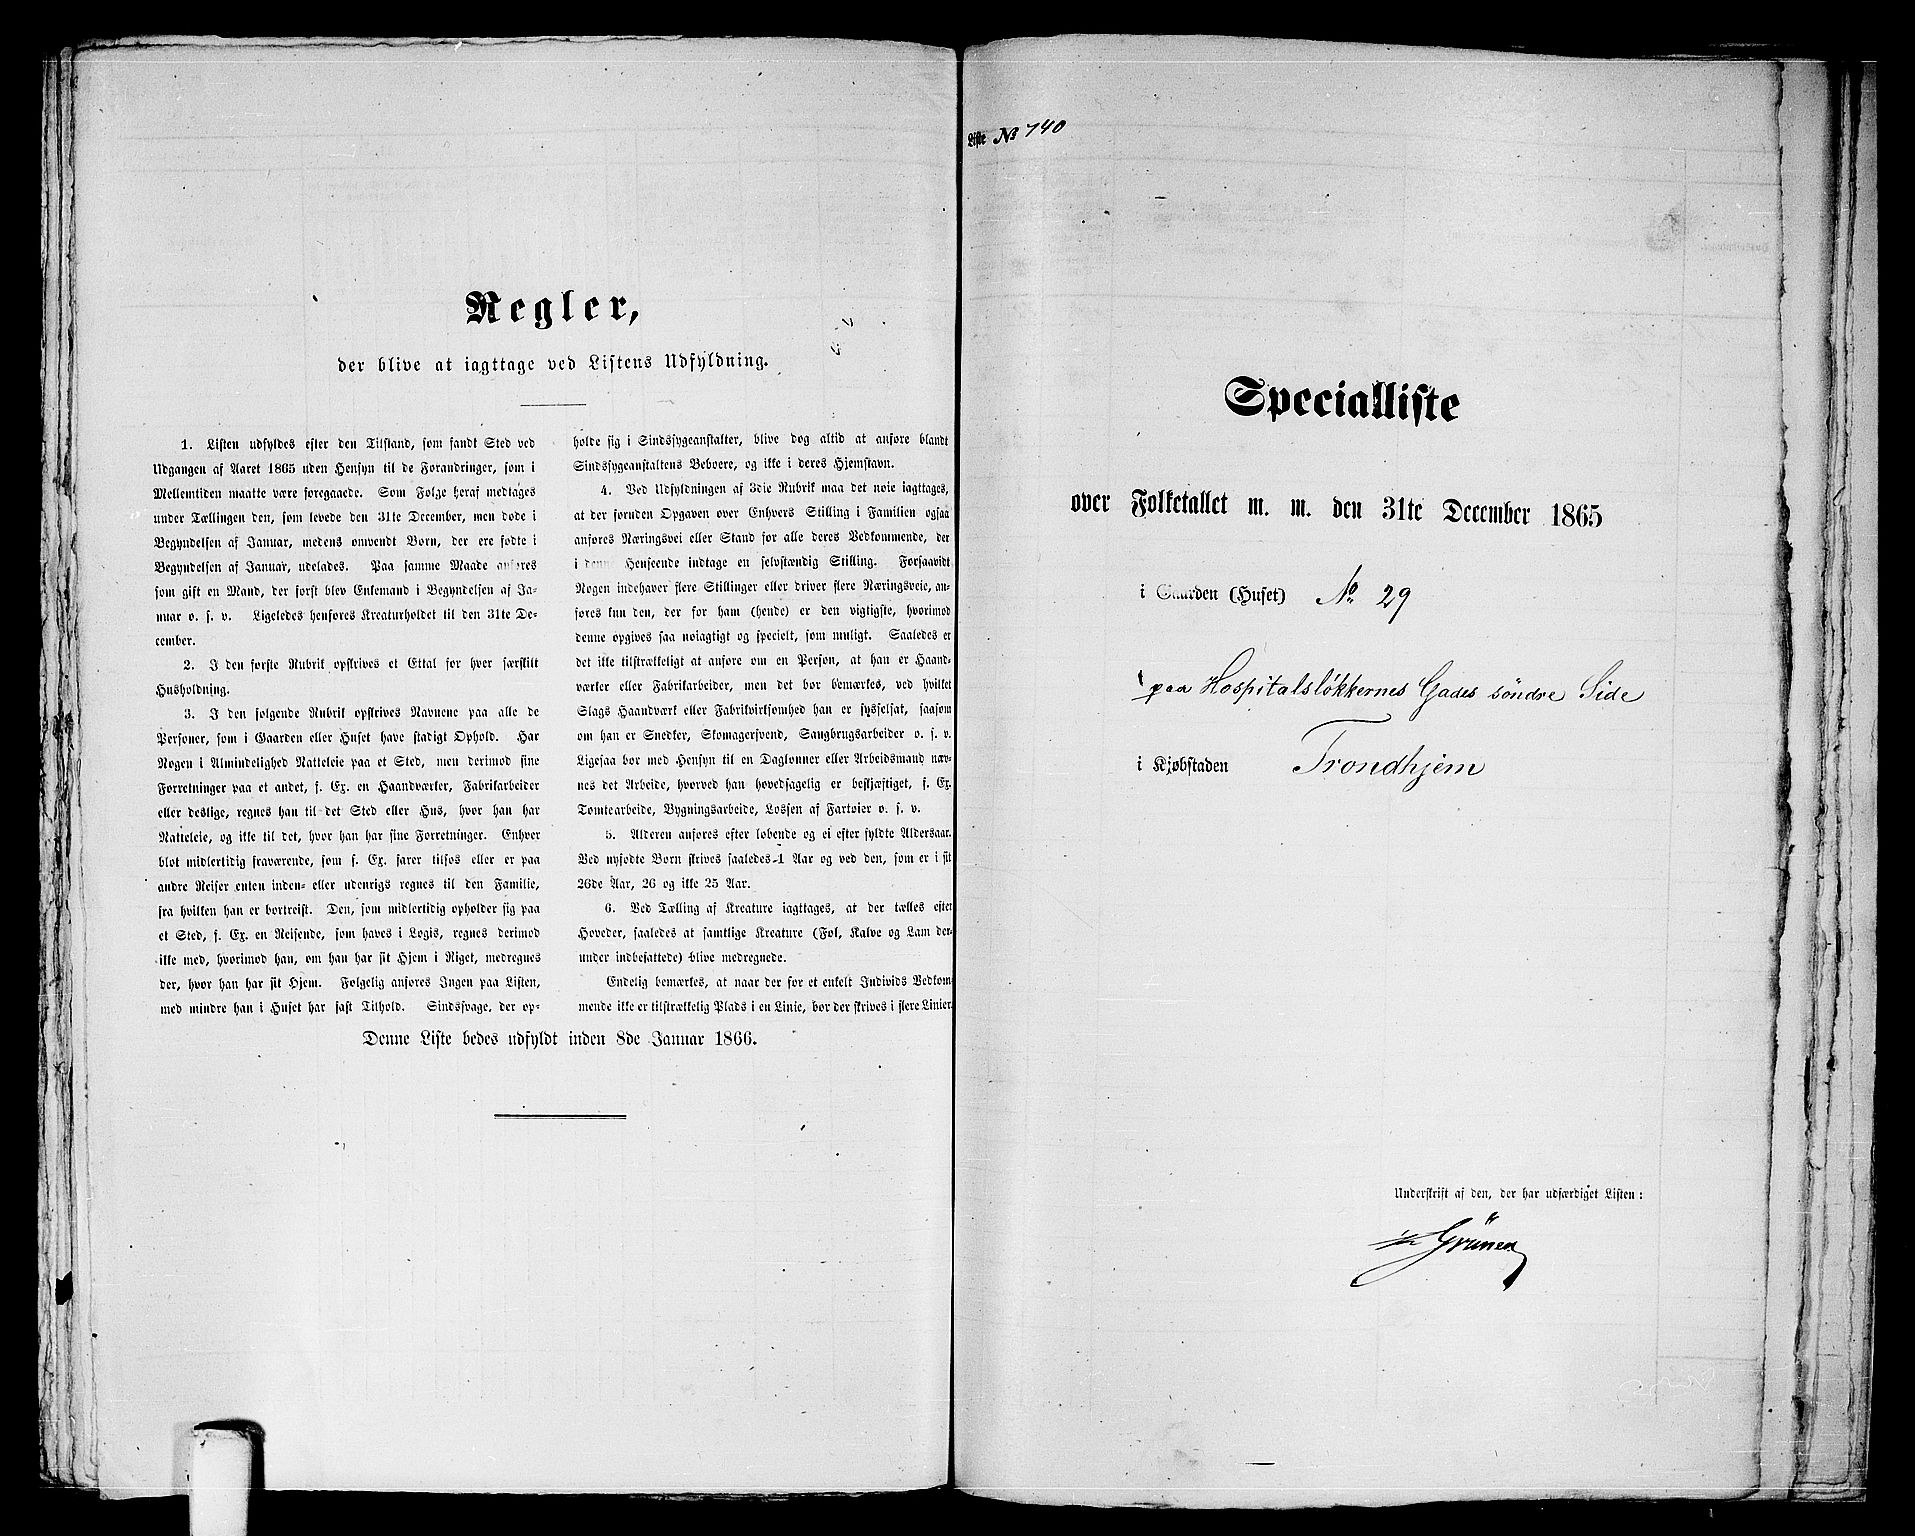 Regler,
der blive at iagttage ved Listens Udfyldning.
1. Listen udfyldes efter den Tilstand, som fandt Sted ved
Udgangen af Aaret 1865 uden Hensyn til de Forandringer, som i
Mellemtiden maatte være foregaaede. Som Følge heraf medtages
under Tællingen den, som levede den 31te December, men døde i
Begyndelsen af Januar, medens omvendt Børn, der ere fødte i
Begyndelsen af Januar, udelades. Paa samme Maade anføres
som gift en Mand, der først blev Enkemand i Begyndelsen af Ja-
nuar o. s. v. Ligeledes henføres Kreaturholdet til den 31te De-
cember.
2. I den første Rubrik opskrives et Ettal for hver særskilt
Husholdning.
3. I den følgende Rubrik opskrives Navnene paa alle de
Personer, som i Gaarden eller Huset have stadigt Ophold. Har
Nogen i Almindelighed Natteleie paa et Sted, men derimod sine
Forretninger paa et andet, f. Ex. en Haandværker, Fabrikarbeider
eller deslige, regnes han til det Sted eller Hus, hvor han har
Natteleie, og ikke til det, hvor han har sine Forretninger. Enhver
blot midlertidig fraværende, som f. Ex. farer tilsøs eller er paa
andre Reiser enten inden- eller udenrigs regnes til den Familie,
fra hvilken han er bortreist. Den, som midlertidig opholder sig paa
et Sted, f. Ex. en Reisende, som haves i Logis, regnes derimod
ikke med, hvorimod han, om han har sit Hjem i Riget, medregnes
der, hvor han har sit Hjem. Følgelig anføres Ingen paa Listen,
med mindre han i Huset har fast Tilhold. Sindssvage, der op-
holde sig i Sindssygeanstalter, blive dog altid at anføre blandt
Sindssygeanstaltens Beboere, og ikke i deres Hjemstavn.
4. Ved Udfyldningen af 3die Rubrik maa det nøie iagttages,
at der foruden Opgaven over Enhvers Stilling i Familien ogsaa
anføres Næringsvei eller Stand for alle deres Vedkommende, der
i denne Henseende indtage en selvstændig Stilling. Forsaavidt
Nogen indehaver flere Stillinger eller driver flere Næringsveie, an-
føres kun den, der for ham (hende) er den vigtigste, hvorimod
denne opgives saa nøiagtigt og specielt, som muligt. Saaledes er
det ikke tilstrækkeligt at anføre om en Person, at han er Haand-
værker eller Fabrikarbeider, men det bør bemærkes, ved hvilket
Slags Haandværk eller Fabrikvirksomhed han er sysselsat, saasom
om han er Snedker, Skomagersvend, Saugbrugsarbeider o. s. v.
Ligesaa bør med Hensyn til en Daglønner eller Arbeidsmand næv-
nes det Arbeide, hvorved han hovedsagelig er beskjæftiget, f. Ex.
Tomtearbeide, Bygningsarbeide, Lossen af Fartøier o. s. v.
5. Alderen anføres efter løbende og ei efter fyldte Aldersaar.
Ved nyfødte Børn skrives saaledes 1 Aar og ved den, som er i sit
26de Aar, 26 og ikke 25 Aar.
6. Ved Tælling af Kreature iagttages, at der tælles efter
Hoveder, saaledes at samtlige Kreature (Føl, Kalve og Lam der-
under indbefattede) blive medregnede.
Endelig bemærkes, at naar der for et enkelt Individs Vedkom-
mende ikke er tilstrækkelig Plads i en Linie, bør der skrives i flere Linier.
Denne Liste bedes udfyldt inden 8de Januar 1866.
Liste № 740
Specialliste
over Folketallet m. m. den 31te December 1865
i Gaarden (Huset) № 29
paa Hospitalsløkkernes Gades söndre Side
i Kjøbstaden Trondhjem
Underskrift af den, der har udfærdiget Listen:
Grünen